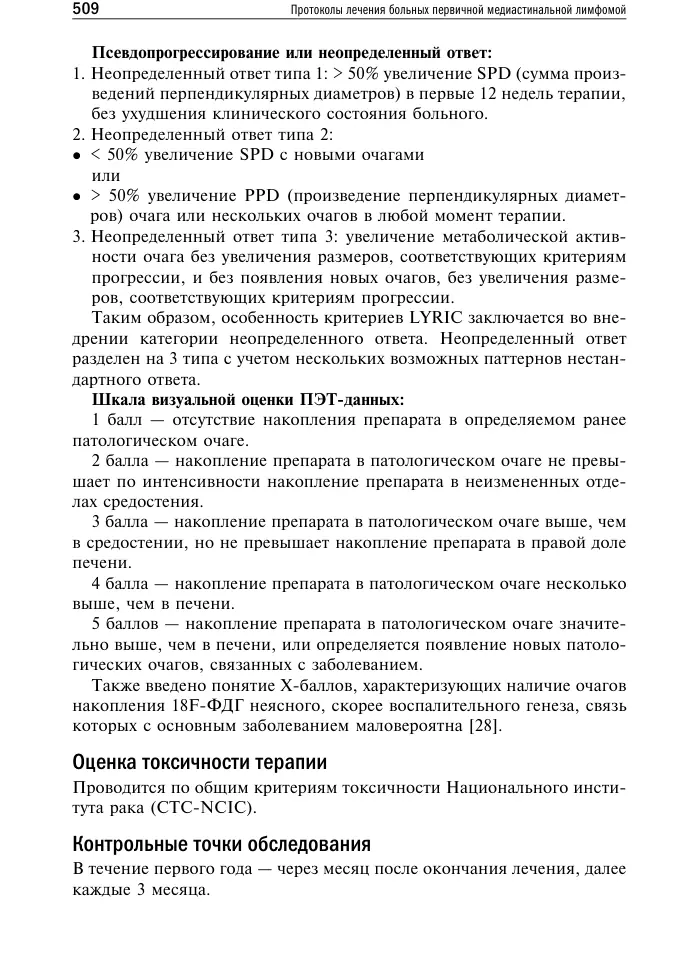 509 Протоколы лечения больных первичной медиастинальной лимфомой
Псевдопрогрессирование или неопределенный ответ:
1. Неопределенный ответ типа 1: > 50% увеличение SPD (сумма произ-
ведений перпендикулярных диаметров) в первые 12 недель терапии,
без ухудшения клинического состояния больного.
2. Неопределенный ответ типа 2:
• < 50% увеличение SPD с новыми очагами
или
• > 50% увеличение PPD (произведение перпендикулярных диамет-
ров) очага или нескольких очагов в любой момент терапии.
3. Неопределенный ответ типа 3: увеличение метаболической актив-
ности очага без увеличения размеров, соответствующих критериям
прогрессии, и без появления новых очагов, без увеличения разме-
ров, соответствующих критериям прогрессии.
Таким образом, особенность критериев LYRIC заключается во вне-
дрении категории неопределенного ответа. Неопределенный ответ
разделен на 3 типа с учетом нескольких возможных паттернов нестан-
дартного ответа.
Шкала визуальной оценки ПЭТ-данных:
1 балл — отсутствие накопления препарата в определяемом ранее
патологическом очаге.
2 балла — накопление препарата в патологическом очаге не превы-
шает по интенсивности накопление препарата в неизмененных отде-
лах средостения.
3 балла — накопление препарата в патологическом очаге выше, чем
в средостении, но не превышает накопление препарата в правой доле
печени.
4 балла — накопление препарата в патологическом очаге несколько
выше, чем в печени.
5 баллов — накопление препарата в патологическом очаге значите-
льно выше, чем в печени, или определяется появление новых патоло-
гических очагов, связанных с заболеванием.
Также введено понятие Х-баллов, характеризующих наличие очагов
накопления 18F-ФДГ неясного, скорее воспалительного генеза, связь
которых с основным заболеванием маловероятна [28].
Оценка токсичности терапии
Проводится по общим критериям токсичности Национального инсти-
тута рака (CTC-NCIC).
Контрольные точки обследования
В течение первого года — через месяц после окончания лечения, далее
каждые 3 месяца.